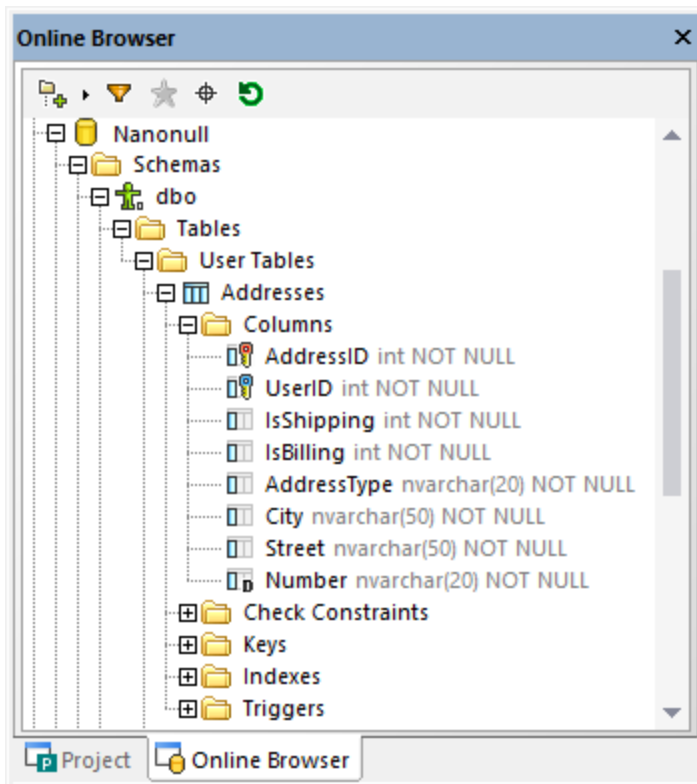 Online Browser
Nanonull
Schemas
dbo
Tables
User Tables
Addresses
Columns
AddressID int NOT NULL
UserID int NOT NULL
IsShipping int NOT NULL
IsBilling int NOT NULL
AddressType nvarchar(20) NOT NULL
City nvarchar(50) NOT NULL
Street nvarchar(50) NOT NULL
D Number nvarchar(20) NOT NULL
Check Constraints
Keys
Indexes
Triggers
P Project Online Browser